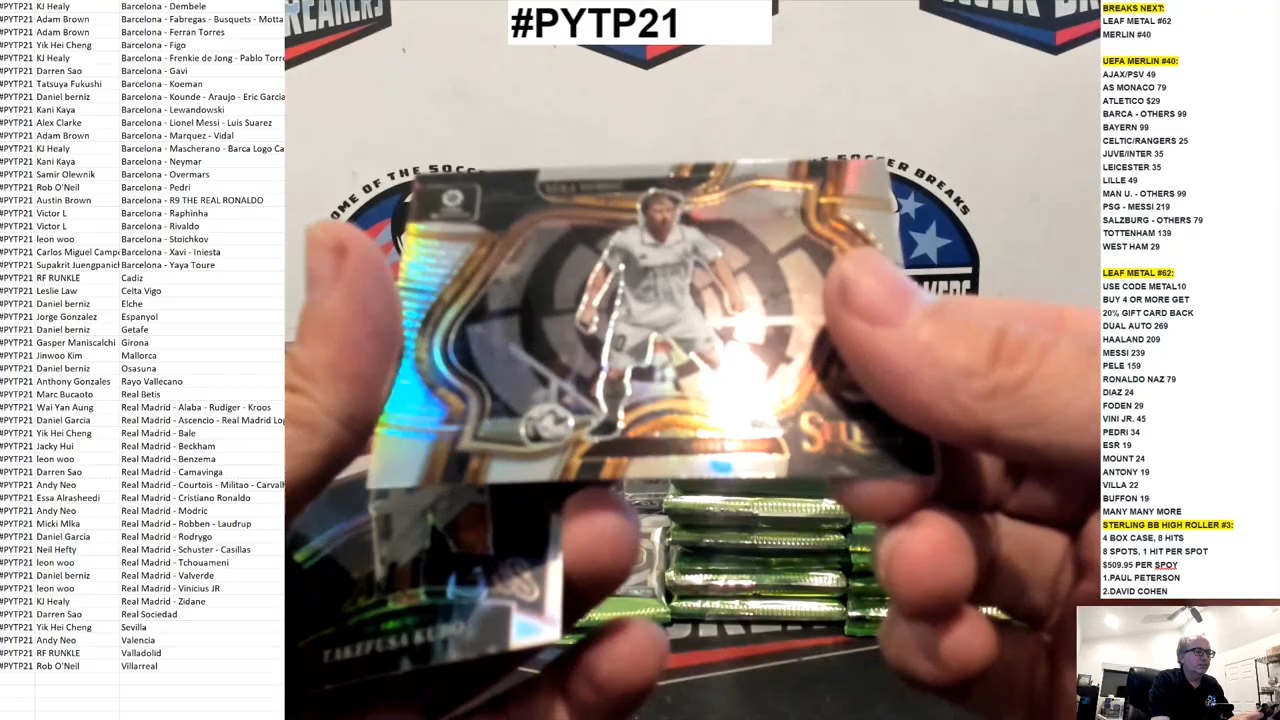 #PYTP21
#PYTP21 KJ Healy Barcelona - Dembele
#PYTP21 Adam Brown Barcelona - Fabregas - Busquets - Motta
#PYTP21 Adam Brown Barcelona - Ferran Torres
#PYTP21 Yik Hei Cheng Barcelona - Figo
#PYTP21 KJ Healy Barcelona - Frenkie de Jong - Pablo Torre
#PYTP21 Darren Sao Barcelona - Gavi
#PYTP21 Tatsuya Fukushi Barcelona - Koeman
#PYTP21 Daniel berniz Barcelona - Kounde - Araujo - Eric Garcia
#PYTP21 Kani Kaya Barcelona - Lewandowski
#PYTP21 Alex Clarke Barcelona - Lionel Messi - Luis Suarez
#PYTP21 Adam Brown Barcelona - Marquez - Vidal
#PYTP21 KJ Healy Barcelona - Mascherano - Barca Logo Ca
#PYTP21 Kani Kaya Barcelona - Neymar
#PYTP21 Samir Olewnik Barcelona - Overmars
#PYTP21 Rob O'Neil Barcelona - Pedri
#PYTP21 Austin Brown Barcelona - R9 THE REAL RONALDO
#PYTP21 Victor L Barcelona - Raphinha
#PYTP21 Victor L Barcelona - Rivaldo
#PYTP21 leon woo Barcelona - Stoichkov
#PYTP21 Carlos Miguel Campo Barcelona - Xavi - Iniesta
#PYTP21 Supakrit Juengpanich Barcelona - Yaya Toure
#PYTP21 RF RUNKLE Cadiz
#PYTP21 Leslie Law Celta Vigo
#PYTP21 Daniel berniz Elche
#PYTP21 Jorge Gonzalez Espanyol
#PYTP21 Daniel berniz Getafe
#PYTP21 Gasper Maniscalchi Girona
#PYTP21 Jinwoo Kim Mallorca
#PYTP21 Daniel berniz Osasuna
#PYTP21 Anthony Gonzales Rayo Vallecano
#PYTP21 Marc Bucaoto Real Betis
#PYTP21 Wai Yan Aung Real Madrid - Alaba - Rudiger - Kroos
#PYTP21 Daniel Garcia Real Madrid - Ascencio - Real Madrid Log
#PYTP21 Yik Hei Cheng Real Madrid - Bale
#PYTP21 Jacky Hui Real Madrid - Beckham
#PYTP21 leon woo Real Madrid - Benzema
#PYTP21 Darren Sao Real Madrid - Camavinga
#PYTP21 Andy Neo Real Madrid - Courtois - Militao - Carvalh
#PYTP21 Essa Alrasheedi Real Madrid - Cristiano Ronaldo
#PYTP21 Andy Neo Real Madrid - Modric
#PYTP21 Micki Mlka Real Madrid - Robben - Laudrup
#PYTP21 Daniel Garcia Real Madrid - Rodrygo
#PYTP21 Neil Hefty Real Madrid - Schuster - Casillas
#PYTP21 leon woo Real Madrid - Tchouameni
#PYTP21 Daniel berniz Real Madrid - Valverde
#PYTP21 leon woo Real Madrid - Vinicius JR
#PYTP21 KJ Healy Real Madrid - Zidane
#PYTP21 Darren Sao Real Sociedad
#PYTP21 Yik Hei Cheng Sevilla
#PYTP21 Andy Neo Valencia
#PYTP21 RF RUNKLE Valladolid
#PYTP21 Rob O'Neil Villarreal
OME OF THE SOCCER
SOCCER BREAKS
TAKEFUSA KUBO
BREAKS NEXT:
LEAF METAL #62
MERLIN #40
UEFA MERLIN #40:
AJAX/PSV 49
AS MONACO 79
ATLETICO $29
BARCA - OTHERS 99
BAYERN 99
CELTIC/RANGERS 25
JUVE/INTER 35
LEICESTER 35
LILLE 49
MAN U. - OTHERS 99
PSG - MESSI 219
SALZBURG - OTHERS 79
TOTTENHAM 139
WEST HAM 29
LEAF METAL #62:
USE CODE METAL10
BUY 4 OR MORE GET
20% GIFT CARD BACK
DUAL AUTO 269
HAALAND 209
MESSI 239
PELE 159
RONALDO NAZ 79
DIAZ 24
FODEN 29
VINI JR. 45
PEDRI 34
ESR 19
MOUNT 24
ANTONY 19
VILLA 22
BUFFON 19
MANY MANY MORE
STERLING BB HIGH ROLLER #3:
4 BOX CASE, 8 HITS
8 SPOTS, 1 HIT PER SPOT
$509.95 PER SPOY
1.PAUL PETERSON
2.DAVID COHEN